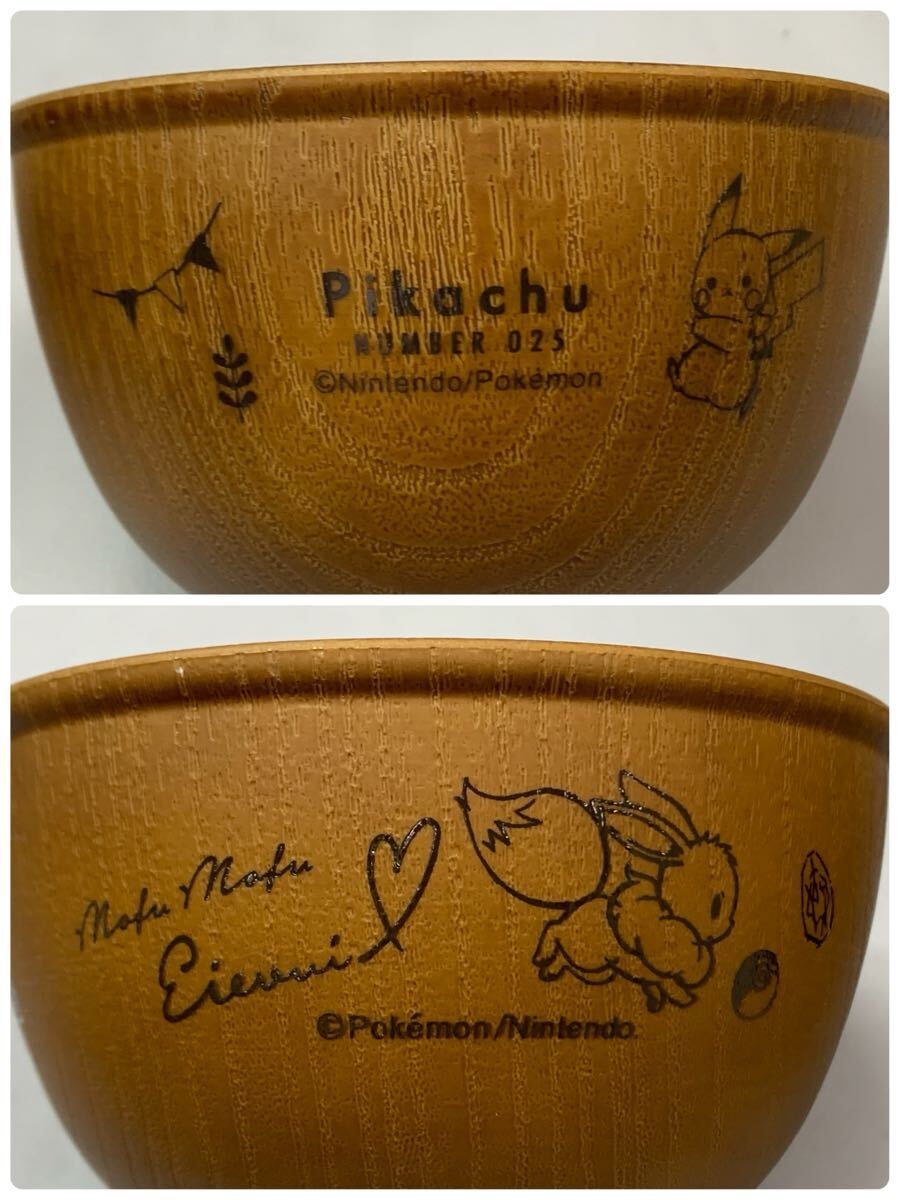 Pikachu
NUMBER 025
©Nintendo/Pokémon
Mofu Mofu
Eievui
©Pokémon/Nintendo